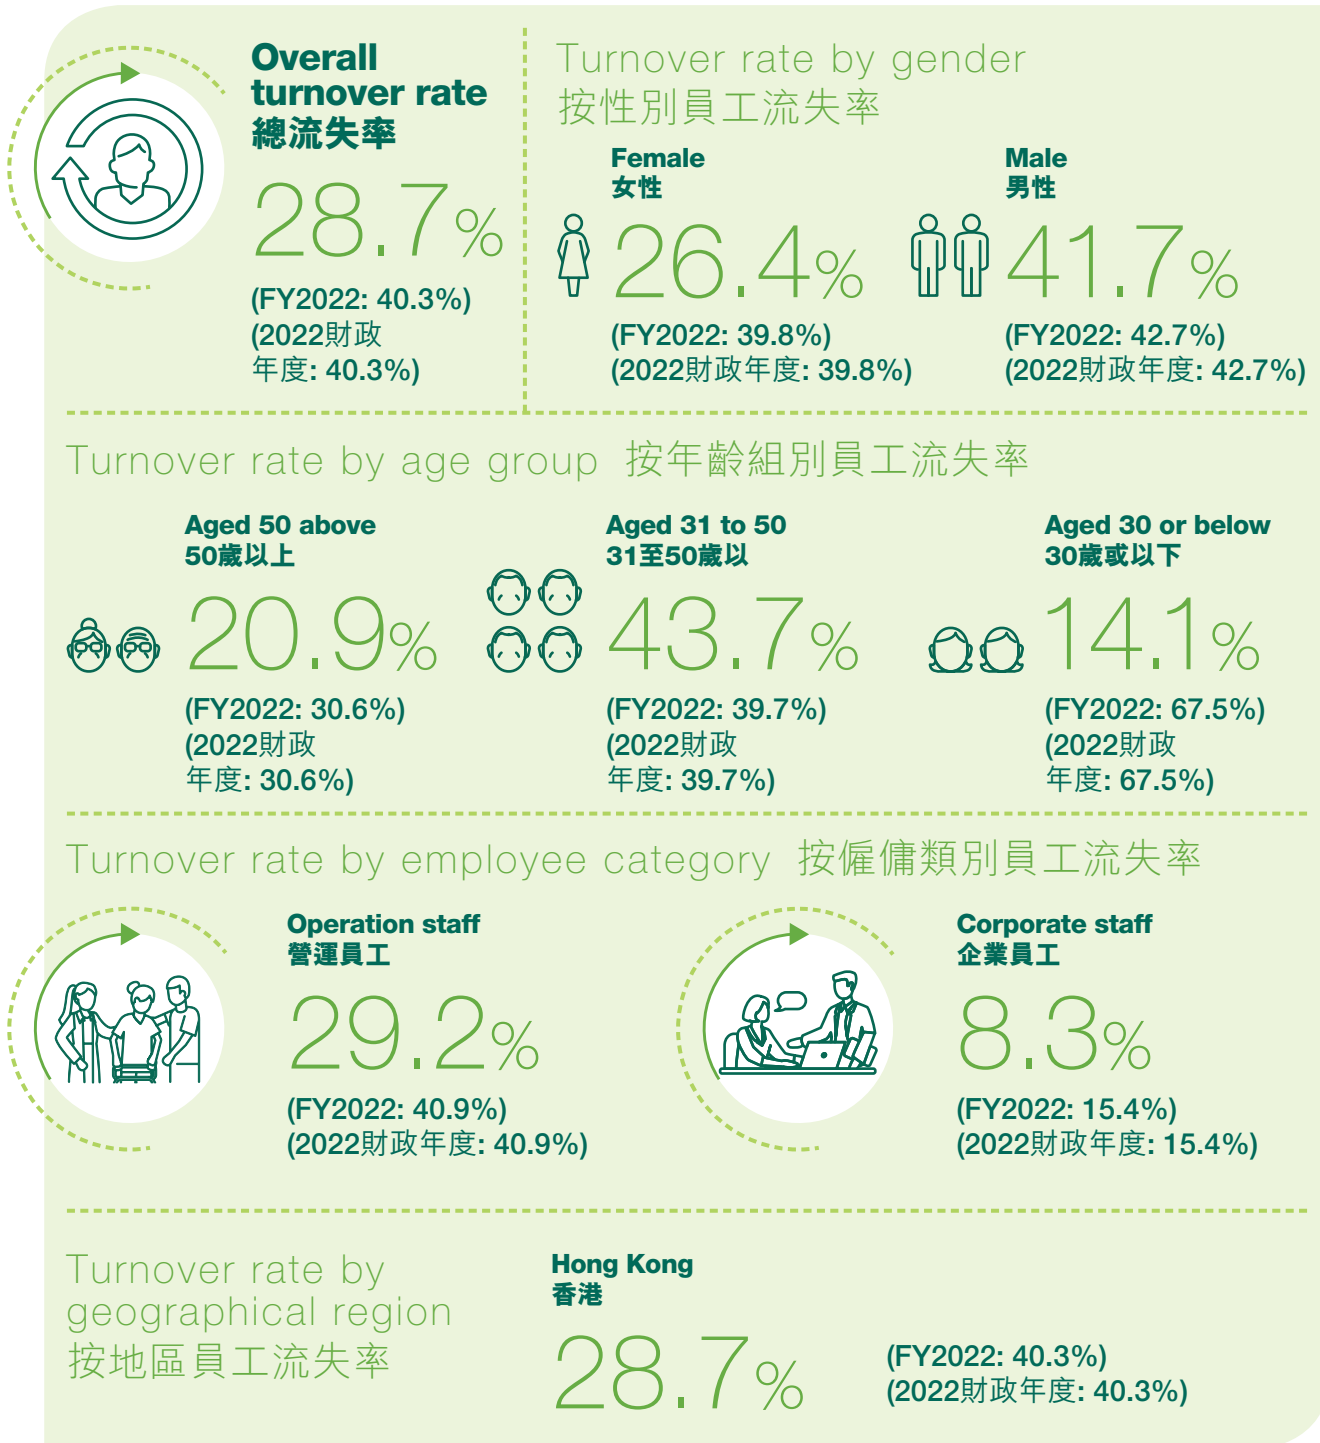 Overall
turnover rate
總流失率
28.7%
(FY2022: 40.3%)
(2022財政
年度: 40.3%)
Turnover rate by gender
按性別員工流失率
Female
女性
26.4%
(FY2022: 39.8%)
(2022財政年度: 39.8%)
Male
男性
41.7%
(FY2022: 42.7%)
(2022財政年度: 42.7%)
Turnover rate by age group 按年齡組別員工流失率
Aged 50 above
50歲以上
20.9%
(FY2022: 30.6%)
(2022財政
年度: 30.6%)
Aged 31 to 50
31至50歲以
43.7%
(FY2022: 39.7%)
(2022財政
年度: 39.7%)
Aged 30 or below
30歲或以下
14.1%
(FY2022: 67.5%)
(2022財政
年度: 67.5%)
Turnover rate by employee category 按僱傭類別員工流失率
Operation staff
營運員工
29.2%
(FY2022: 40.9%)
(2022財政年度: 40.9%)
Corporate staff
企業員工
8.3%
(FY2022: 15.4%)
(2022財政年度: 15.4%)
Turnover rate by
geographical region
按地區員工流失率
Hong Kong
香港
28.7%
(FY2022: 40.3%)
(2022財政年度: 40.3%)